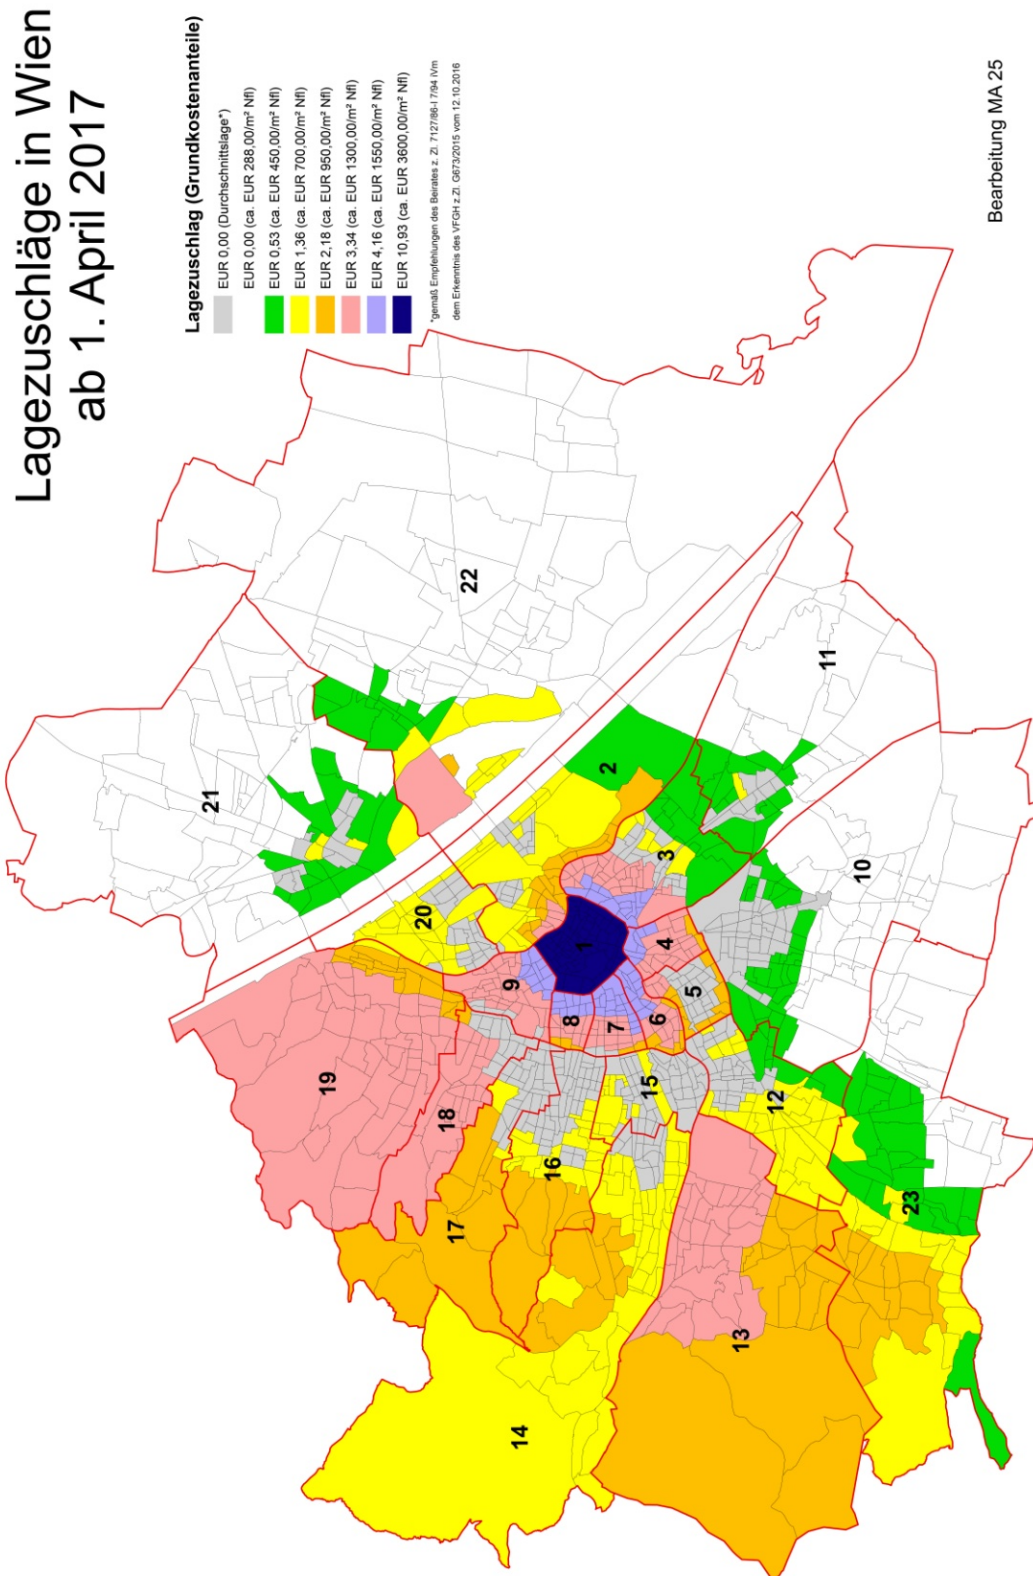 Lagezuschläge in Wien
ab 1. April 2017
Lagezuschlag (Grundkostenanteile)
EUR 0,00 (Durchschnittslage*)
EUR 0,00 (ca. EUR 288,00/m² Nfl)
EUR 0,53 (ca. EUR 450,00/m² Nfl)
EUR 1,36 (ca. EUR 700,00/m² Nfl)
EUR 2,18 (ca. EUR 950,00/m² Nfl)
EUR 3,34 (ca. EUR 1300,00/m² Nfl)
EUR 4,16 (ca. EUR 1550,00/m² Nfl)
EUR 10,93 (ca. EUR 3600,00/m² Nfl)
*gemäß Empfehlungen des Beirates z. Zl. 7127/86-I 7/94 iVm
dem Erkenntnis des VFGH z.Zl. G673/2015 vom 12.10.2016
21
22
19
20
2
18
9
17
16
8
1
3
11
7
14
15
6
4
5
10
13
12
23
Bearbeitung MA 25